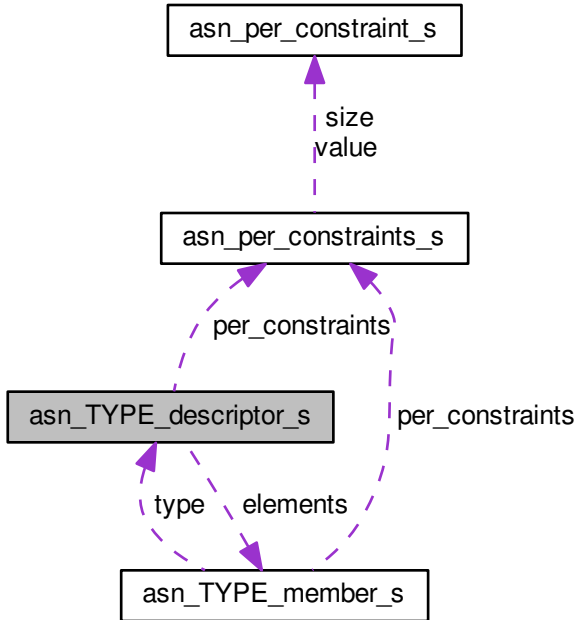 asn_per_constraint_s
size
value
asn_per_constraints_s
per_constraints
asn_TYPE_descriptor_s
per_constraints
type
elements
asn_TYPE_member_s